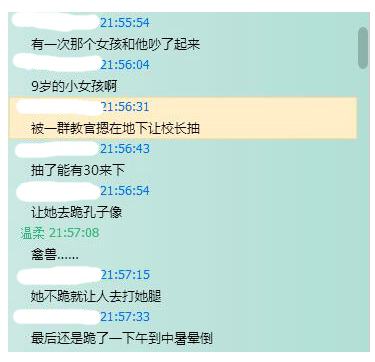 21:55:54
有一次那个女孩和他吵了起来
21:56:04
9岁的小女孩啊
21:56:31
被一群教官摁在地下让校长抽
21:56:43
抽了能有30来下
21:56:54
让她去跪孔子像
温柔 21:57:08
禽兽......
21:57:15
她不跪就让人去打她腿
21:57:33
最后还是跪了一下午到中暑晕倒